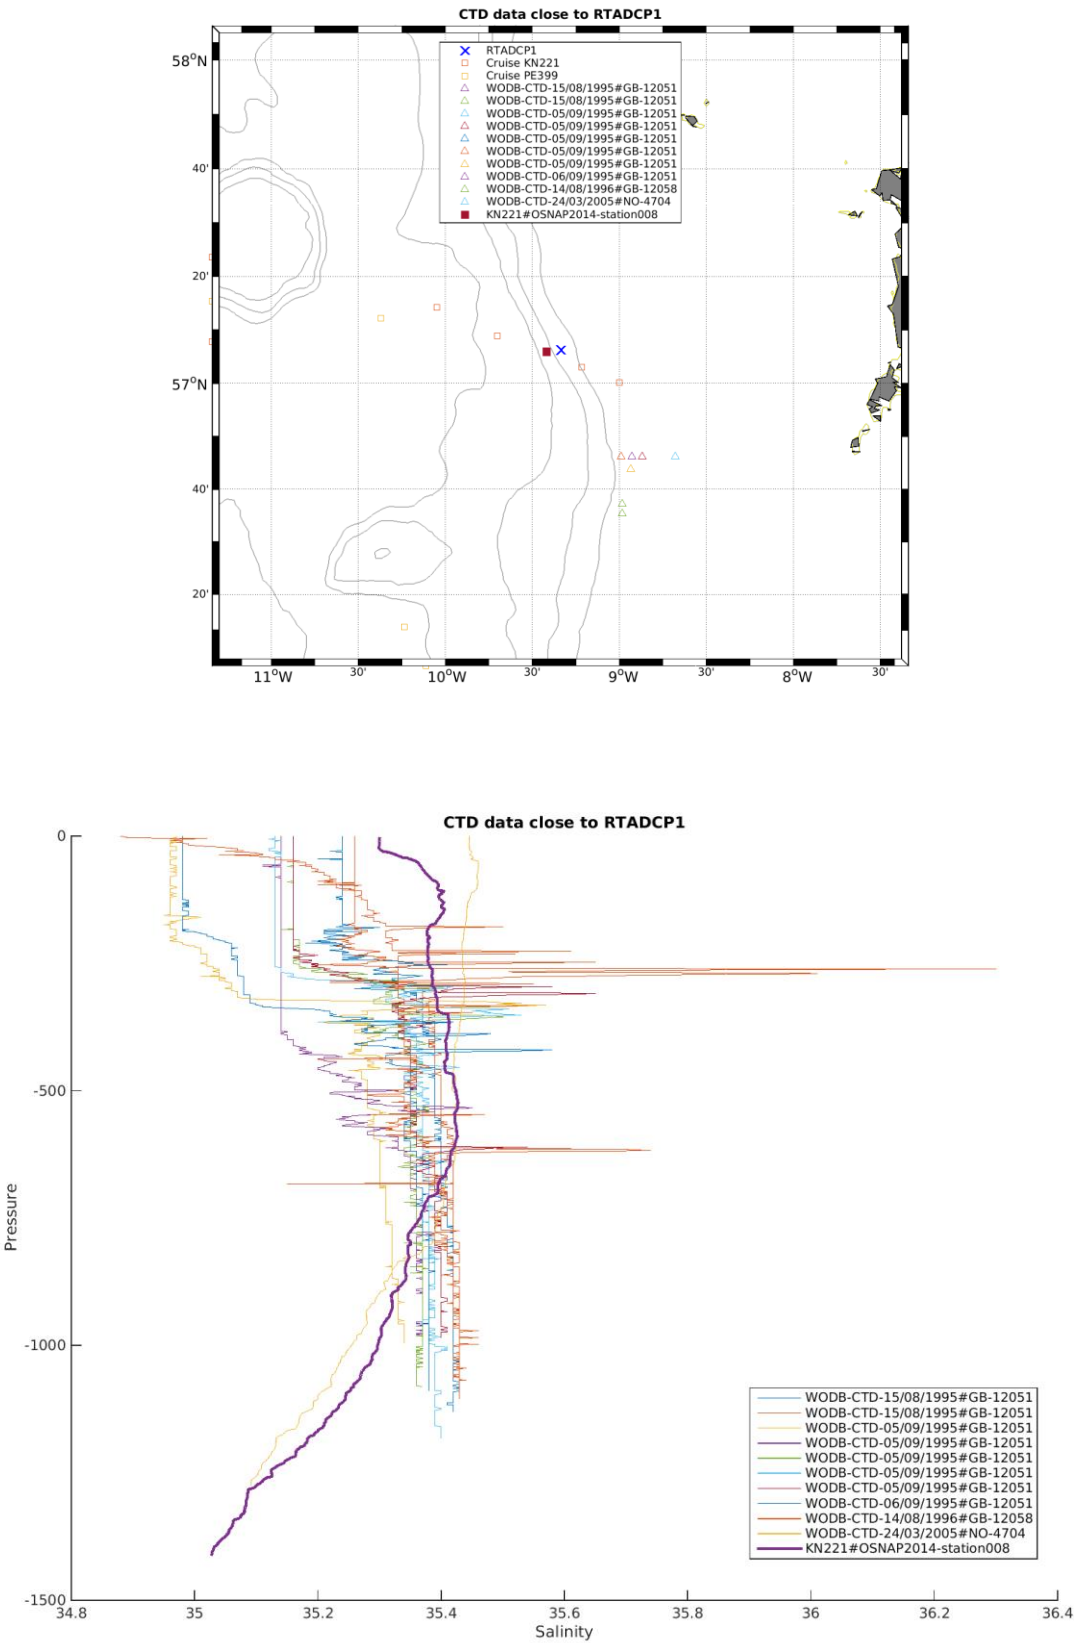 CTD data close to RTADCP1
RTADCP1
Cruise KN221
Cruise PE399
WODB-CTD-15/08/1995#GB-12051
WODB-CTD-15/08/1995#GB-12051
WODB-CTD-05/09/1995#GB-12051
WODB-CTD-05/09/1995#GB-12051
WODB-CTD-05/09/1995#GB-12051
WODB-CTD-05/09/1995#GB-12051
WODB-CTD-05/09/1995#GB-12051
WODB-CTD-06/09/1995#GB-12051
WODB-CTD-14/08/1996#GB-12058
WODB-CTD-24/03/2005#NO-4704
KN221#OSNAP2014-station008
58°N
40'
20'
57°N
40'
20'
11°W 30' 10°W 30' 9°W 30' 8°W 30'
CTD data close to RTADCP1
0
-500
-1000
-1500
Pressure
WODB-CTD-15/08/1995#GB-12051
WODB-CTD-15/08/1995#GB-12051
WODB-CTD-05/09/1995#GB-12051
WODB-CTD-05/09/1995#GB-12051
WODB-CTD-05/09/1995#GB-12051
WODB-CTD-05/09/1995#GB-12051
WODB-CTD-05/09/1995#GB-12051
WODB-CTD-06/09/1995#GB-12051
WODB-CTD-14/08/1996#GB-12058
WODB-CTD-24/03/2005#NO-4704
KN221#OSNAP2014-station008
34.8 35 35.2 35.4 35.6 35.8 36 36.2 36.4
Salinity